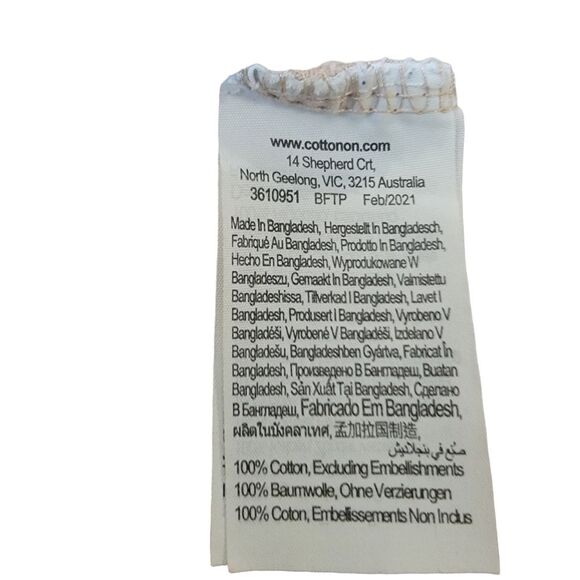 www.cottonon.com
14 Shepherd Crt,
North Geelong, VIC, 3215 Australia
3610951 BFTP Feb/2021
Made In Bangladesh, Hergestellt In Bangladesch,
Fabriqué Au Bangladesh, Prodotto In Bangladesh,
Hecho En Bangladesh, Wyprodukowane W
Bangladeszu, Gemaakt In Bangladesh, Valmistettu
Bangladeshissa, Tillverkad I Bangladesh, Lavet I
Bangladesh, Produsert I Bangladesh, Vyrobeno V
Bangladéši, Vyrobené V Bangladéši, Izdelano V
Bangladešu, Bangladeshben Gyártva, Fabricat În
Bangladesh, Произведено В Бангладеш, Buatan
Bangladesh, Sản Xuất Tại Bangladesh, Сделано
В Бангладеш, Fabricado Em Bangladesh,
ผลิตในบังคลาเทศ, 孟加拉国制造,
صنع في بنجلاديش
100% Cotton, Excluding Embellishments
100% Baumwolle, Ohne Verzierungen
100% Coton, Embellissements Non Inclus